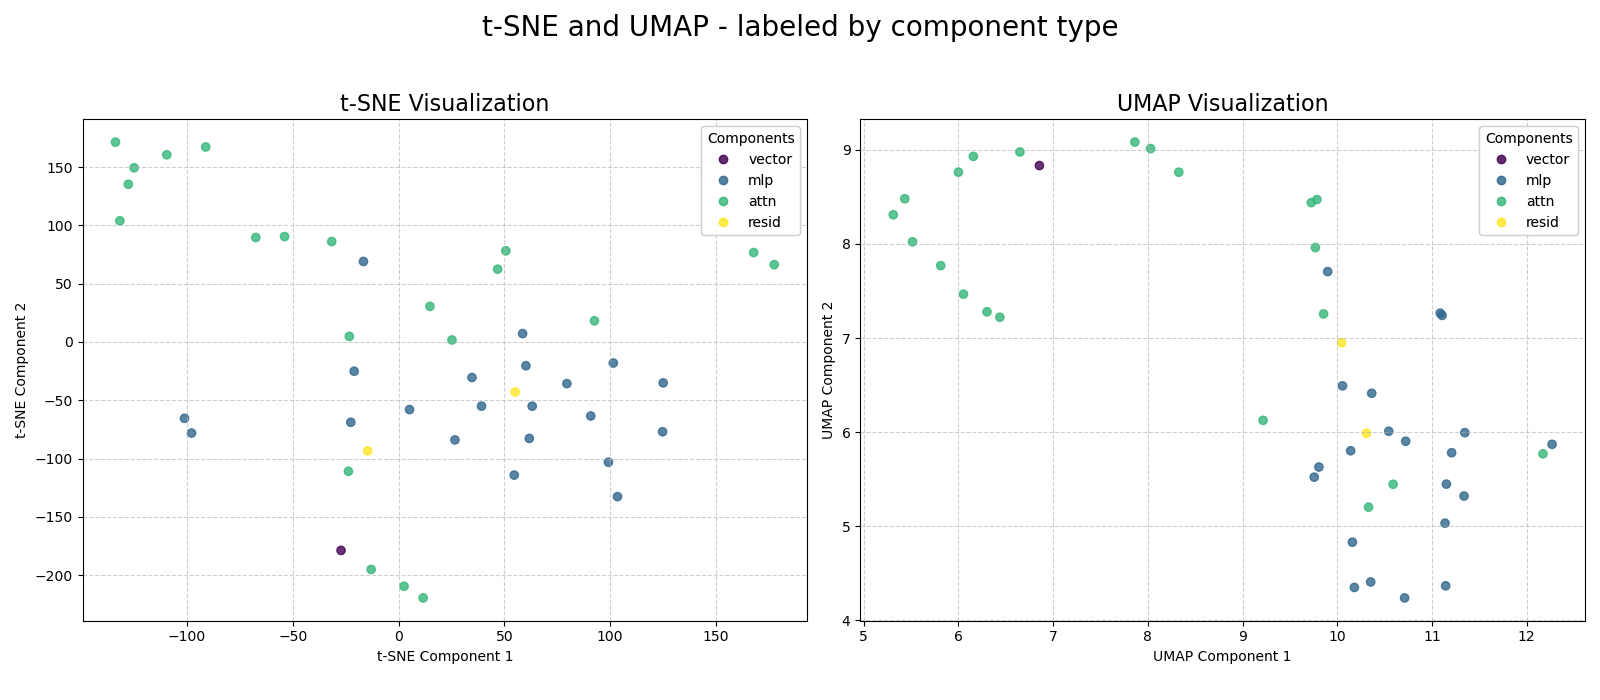 t-SNE and UMAP - labeled by component type
t-SNE Visualization
Components
vector
mlp
attn
resid
150
100
50
0
−50
−100
−150
−200
t-SNE Component 2
−100
−50
0
50
100
150
t-SNE Component 1
UMAP Visualization
Components
vector
mlp
attn
resid
9
8
7
6
5
4
UMAP Component 2
5
6
7
8
9
10
11
12
UMAP Component 1